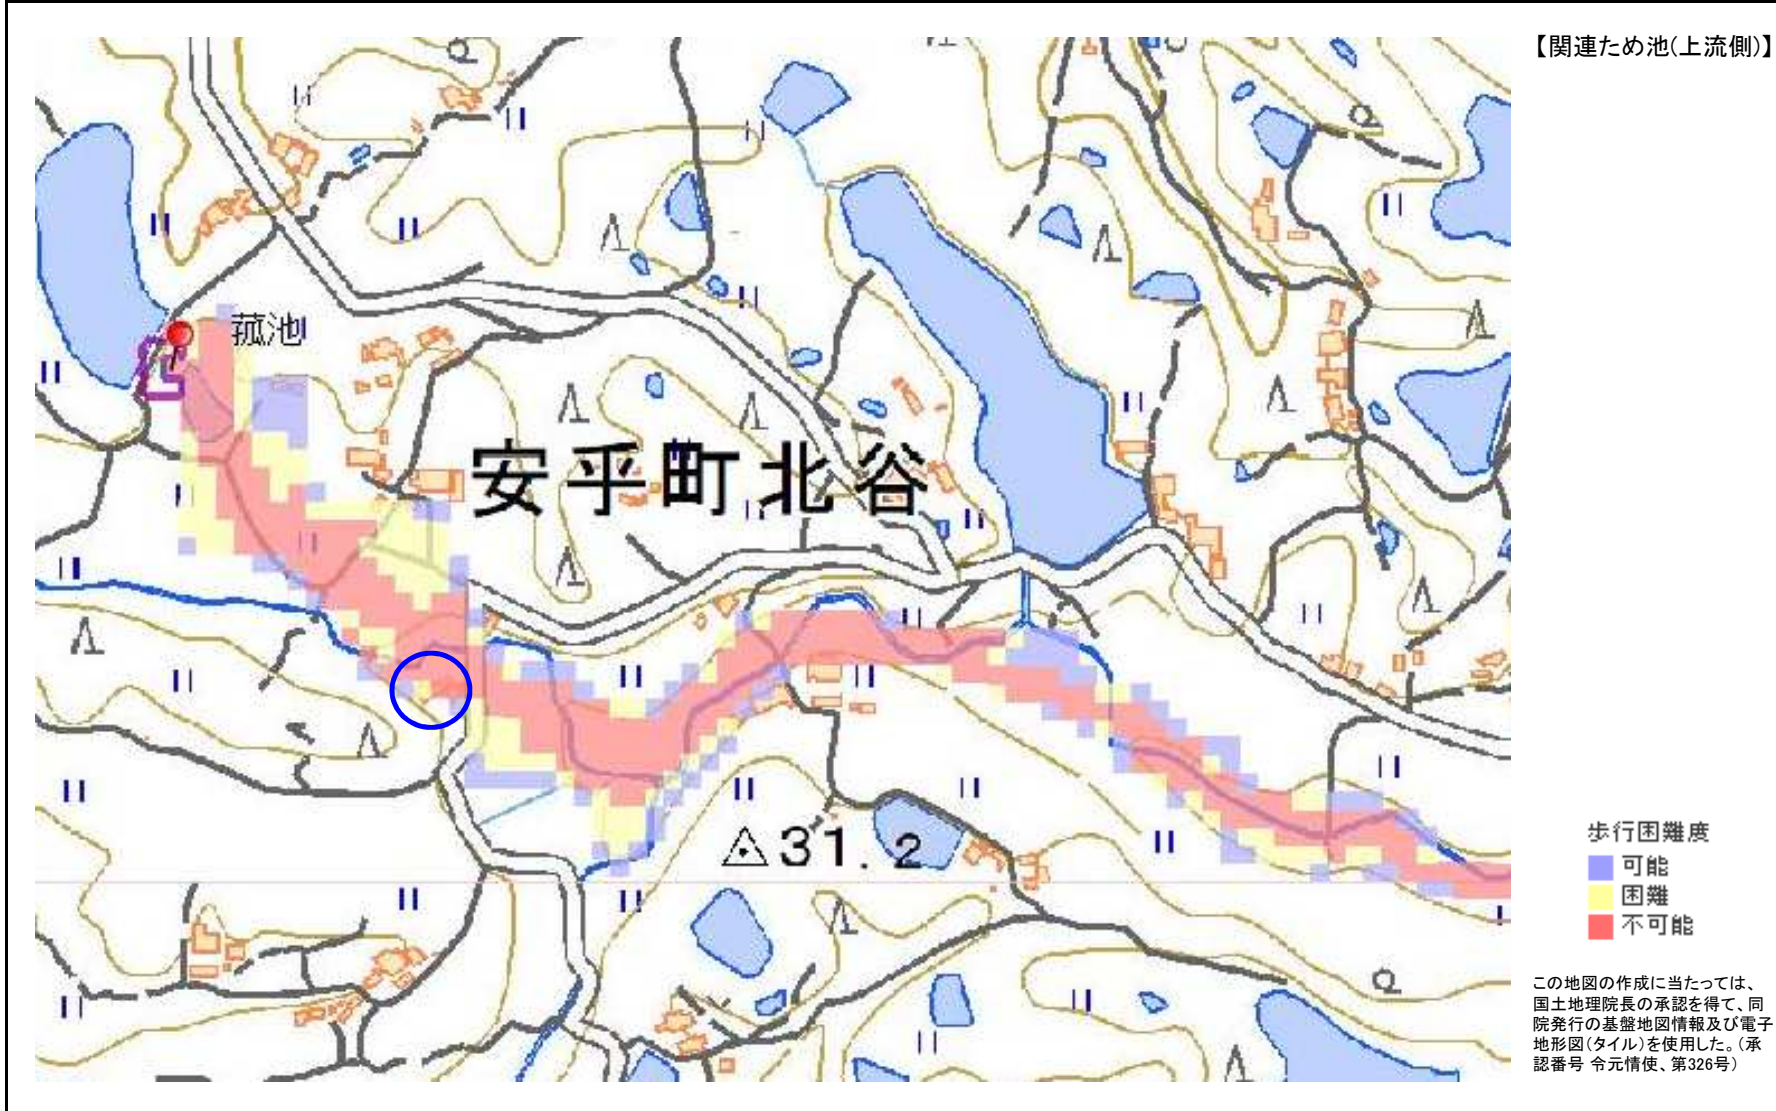 【関連ため池(上流側)】
菰池
安乎町北谷
31.2
歩行困難度
可能
困難
不可能
この地図の作成に当たっては、
国土地理院長の承認を得て、同
院発行の基盤地図情報及び電子
地形図(タイル)を使用した。(承
認番号 令元情使、第326号)